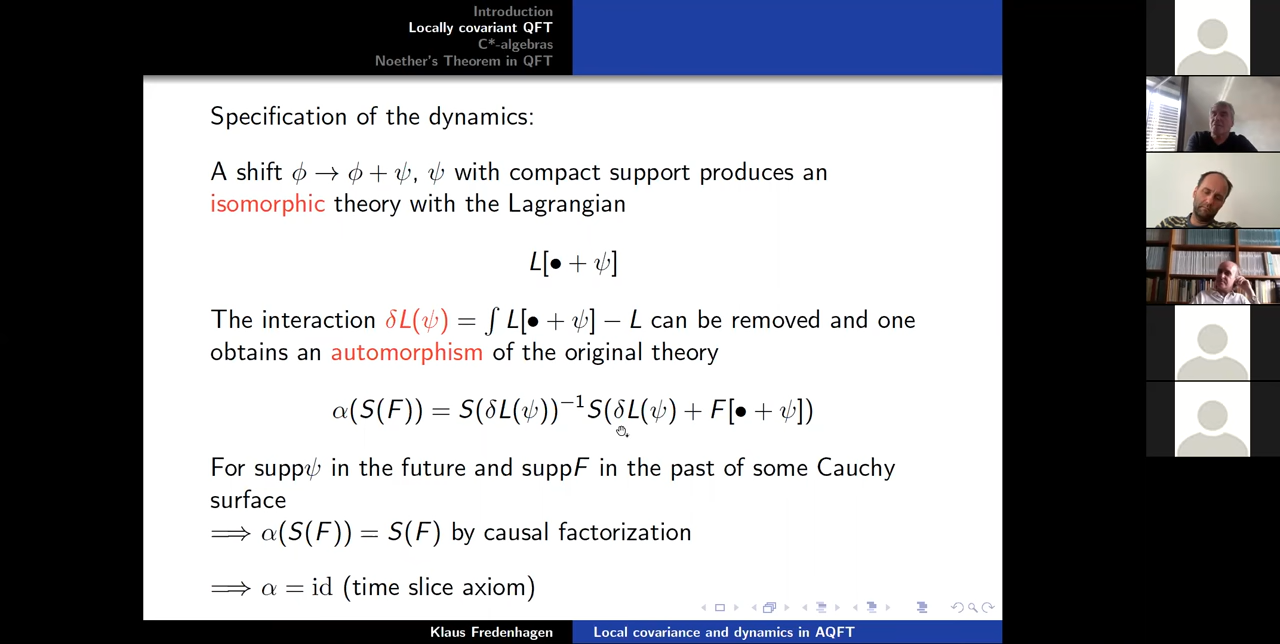 Introduction
Locally covariant QFT
C*-algebras
Noether's Theorem in QFT
Specification of the dynamics:
A shift ϕ → ϕ + ψ, ψ with compact support produces an
isomorphic theory with the Lagrangian
L[• + ψ]
The interaction δL(ψ) = ∫ L[• + ψ] − L can be removed and one
obtains an automorphism of the original theory
α(S(F)) = S(δL(ψ))⁻¹S(δL(ψ) + F[• + ψ])
For suppψ in the future and suppF in the past of some Cauchy
surface
⟹ α(S(F)) = S(F) by causal factorization
⟹ α = id (time slice axiom)
Klaus Fredenhagen Local covariance and dynamics in AQFT